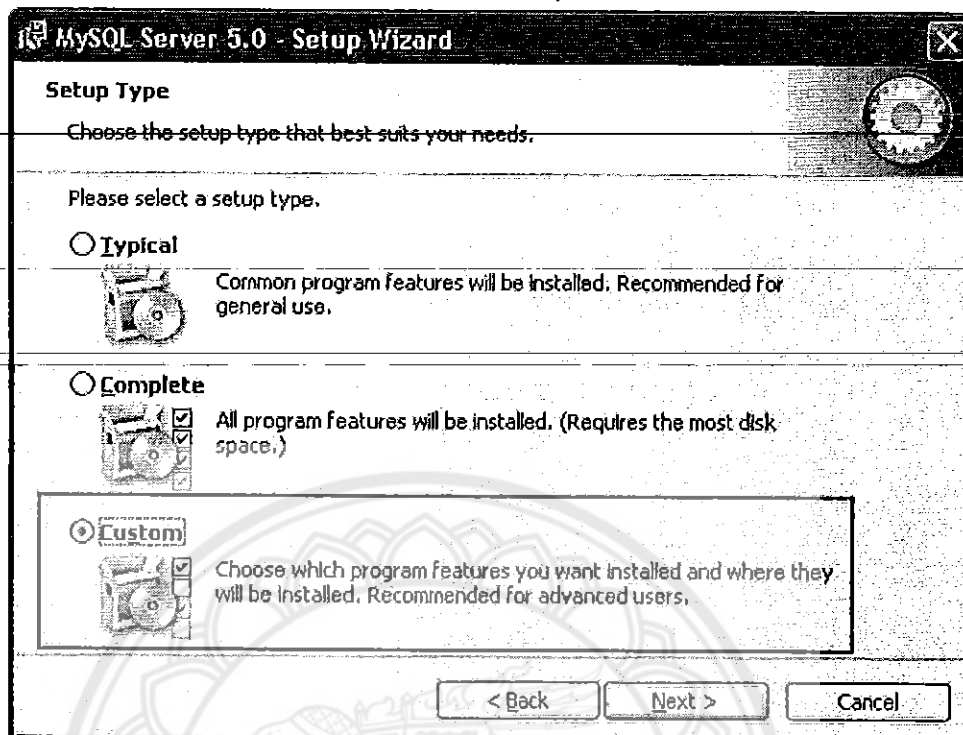 MySQL Server 5.0 - Setup Wizard
Setup Type
Choose the setup type that best suits your needs.
Please select a setup type.
Typical
Common program features will be installed. Recommended for
general use.
Complete
All program features will be installed. (Requires the most disk
space.)
Custom
Choose which program features you want installed and where they
will be installed. Recommended for advanced users.
< Back
Next >
Cancel